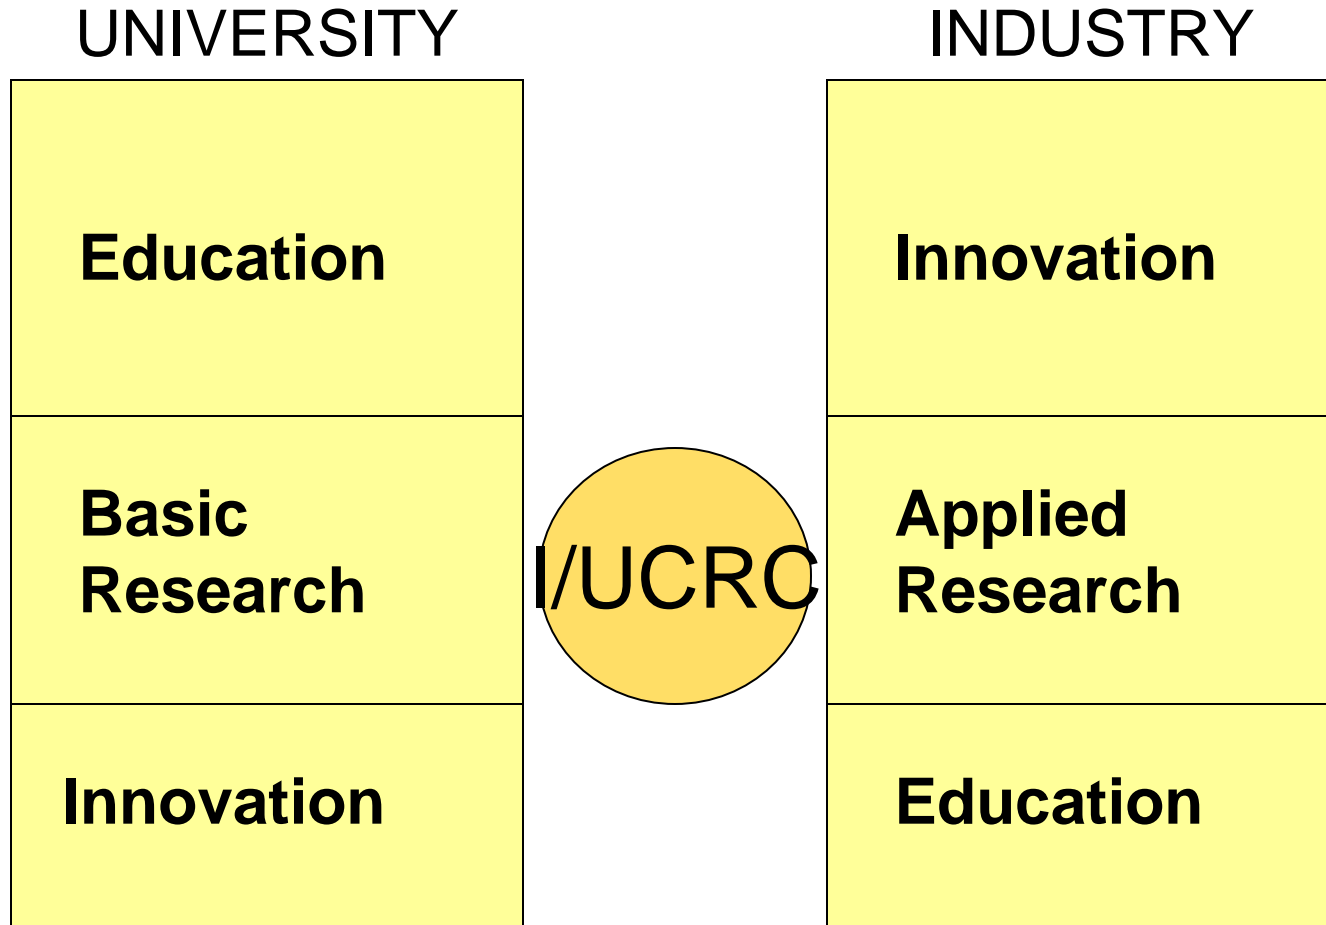 UNIVERSITY
INDUSTRY
Education
Innovation
Basic
Research
I/UCRC
Applied
Research
Innovation
Education